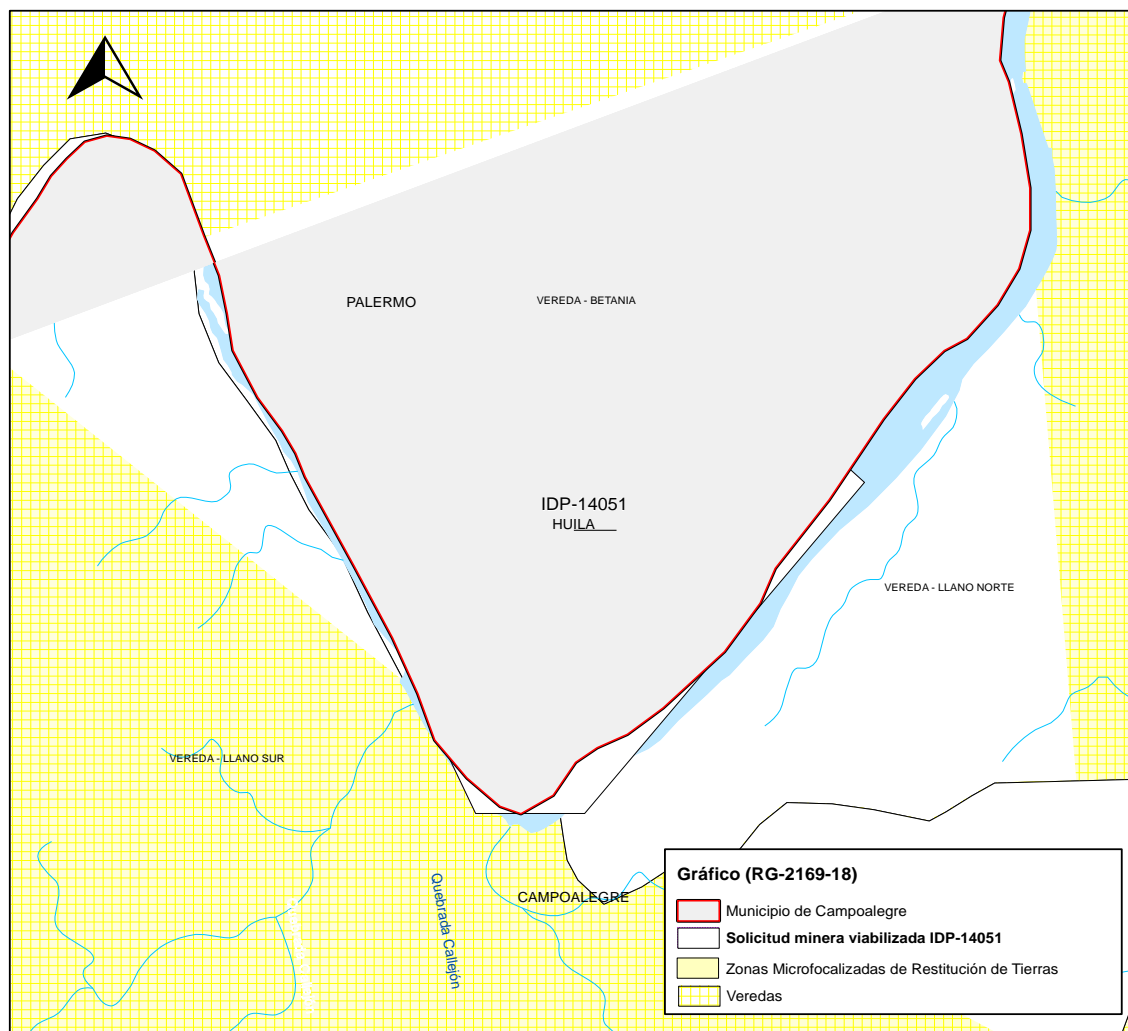 PALERMO
VEREDA - BETANIA
IDP-14051
HUILA
VEREDA - LLANO NORTE
VEREDA - LLANO SUR
Quebrada Callejón
CAMPOALEGRE
Gráfico (RG-2169-18)
Municipio de Campoalegre
Solicitud minera viabilizada IDP-14051
Zonas Microfocalizadas de Restitución de Tierras
Veredas